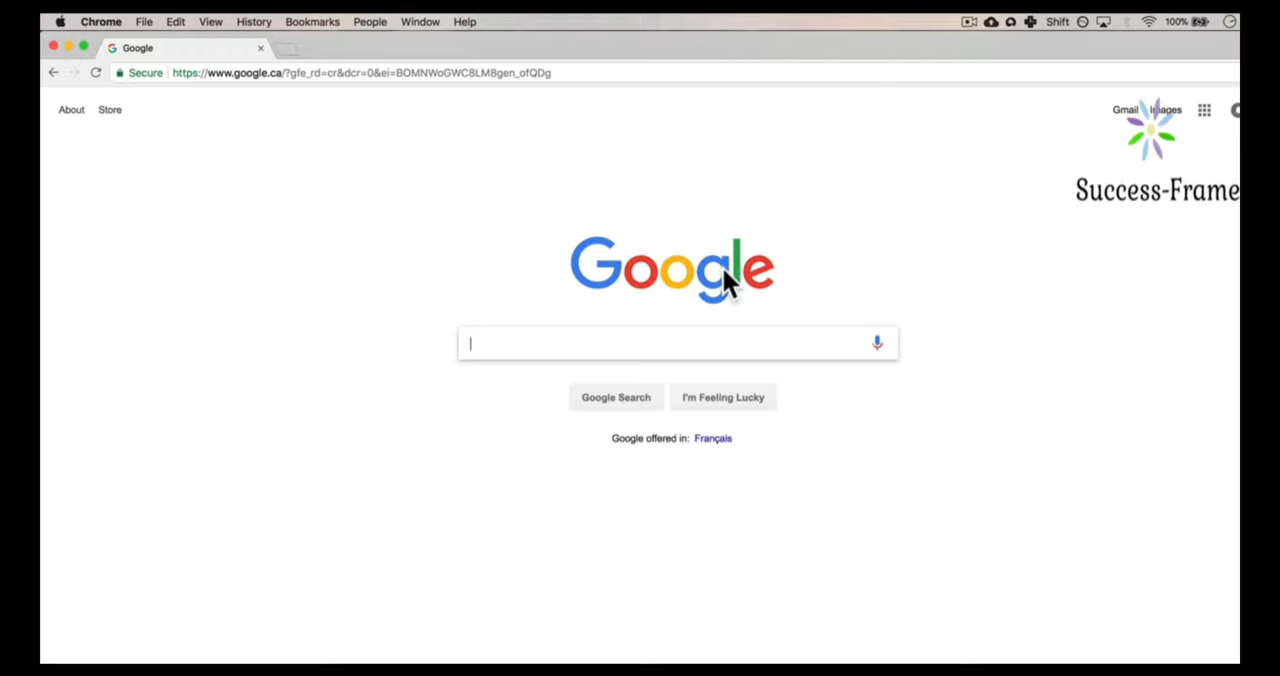 Chrome File Edit View History Bookmarks People Window Help Shift 100%
Google
Secure https://www.google.ca/?gfe_rd=cr&dcr=0&ei=BOMNWoGWC8LM8gen_ofQDg
About Store Gmail Images
Success-Frame
Google
Google Search I'm Feeling Lucky
Google offered in: Français